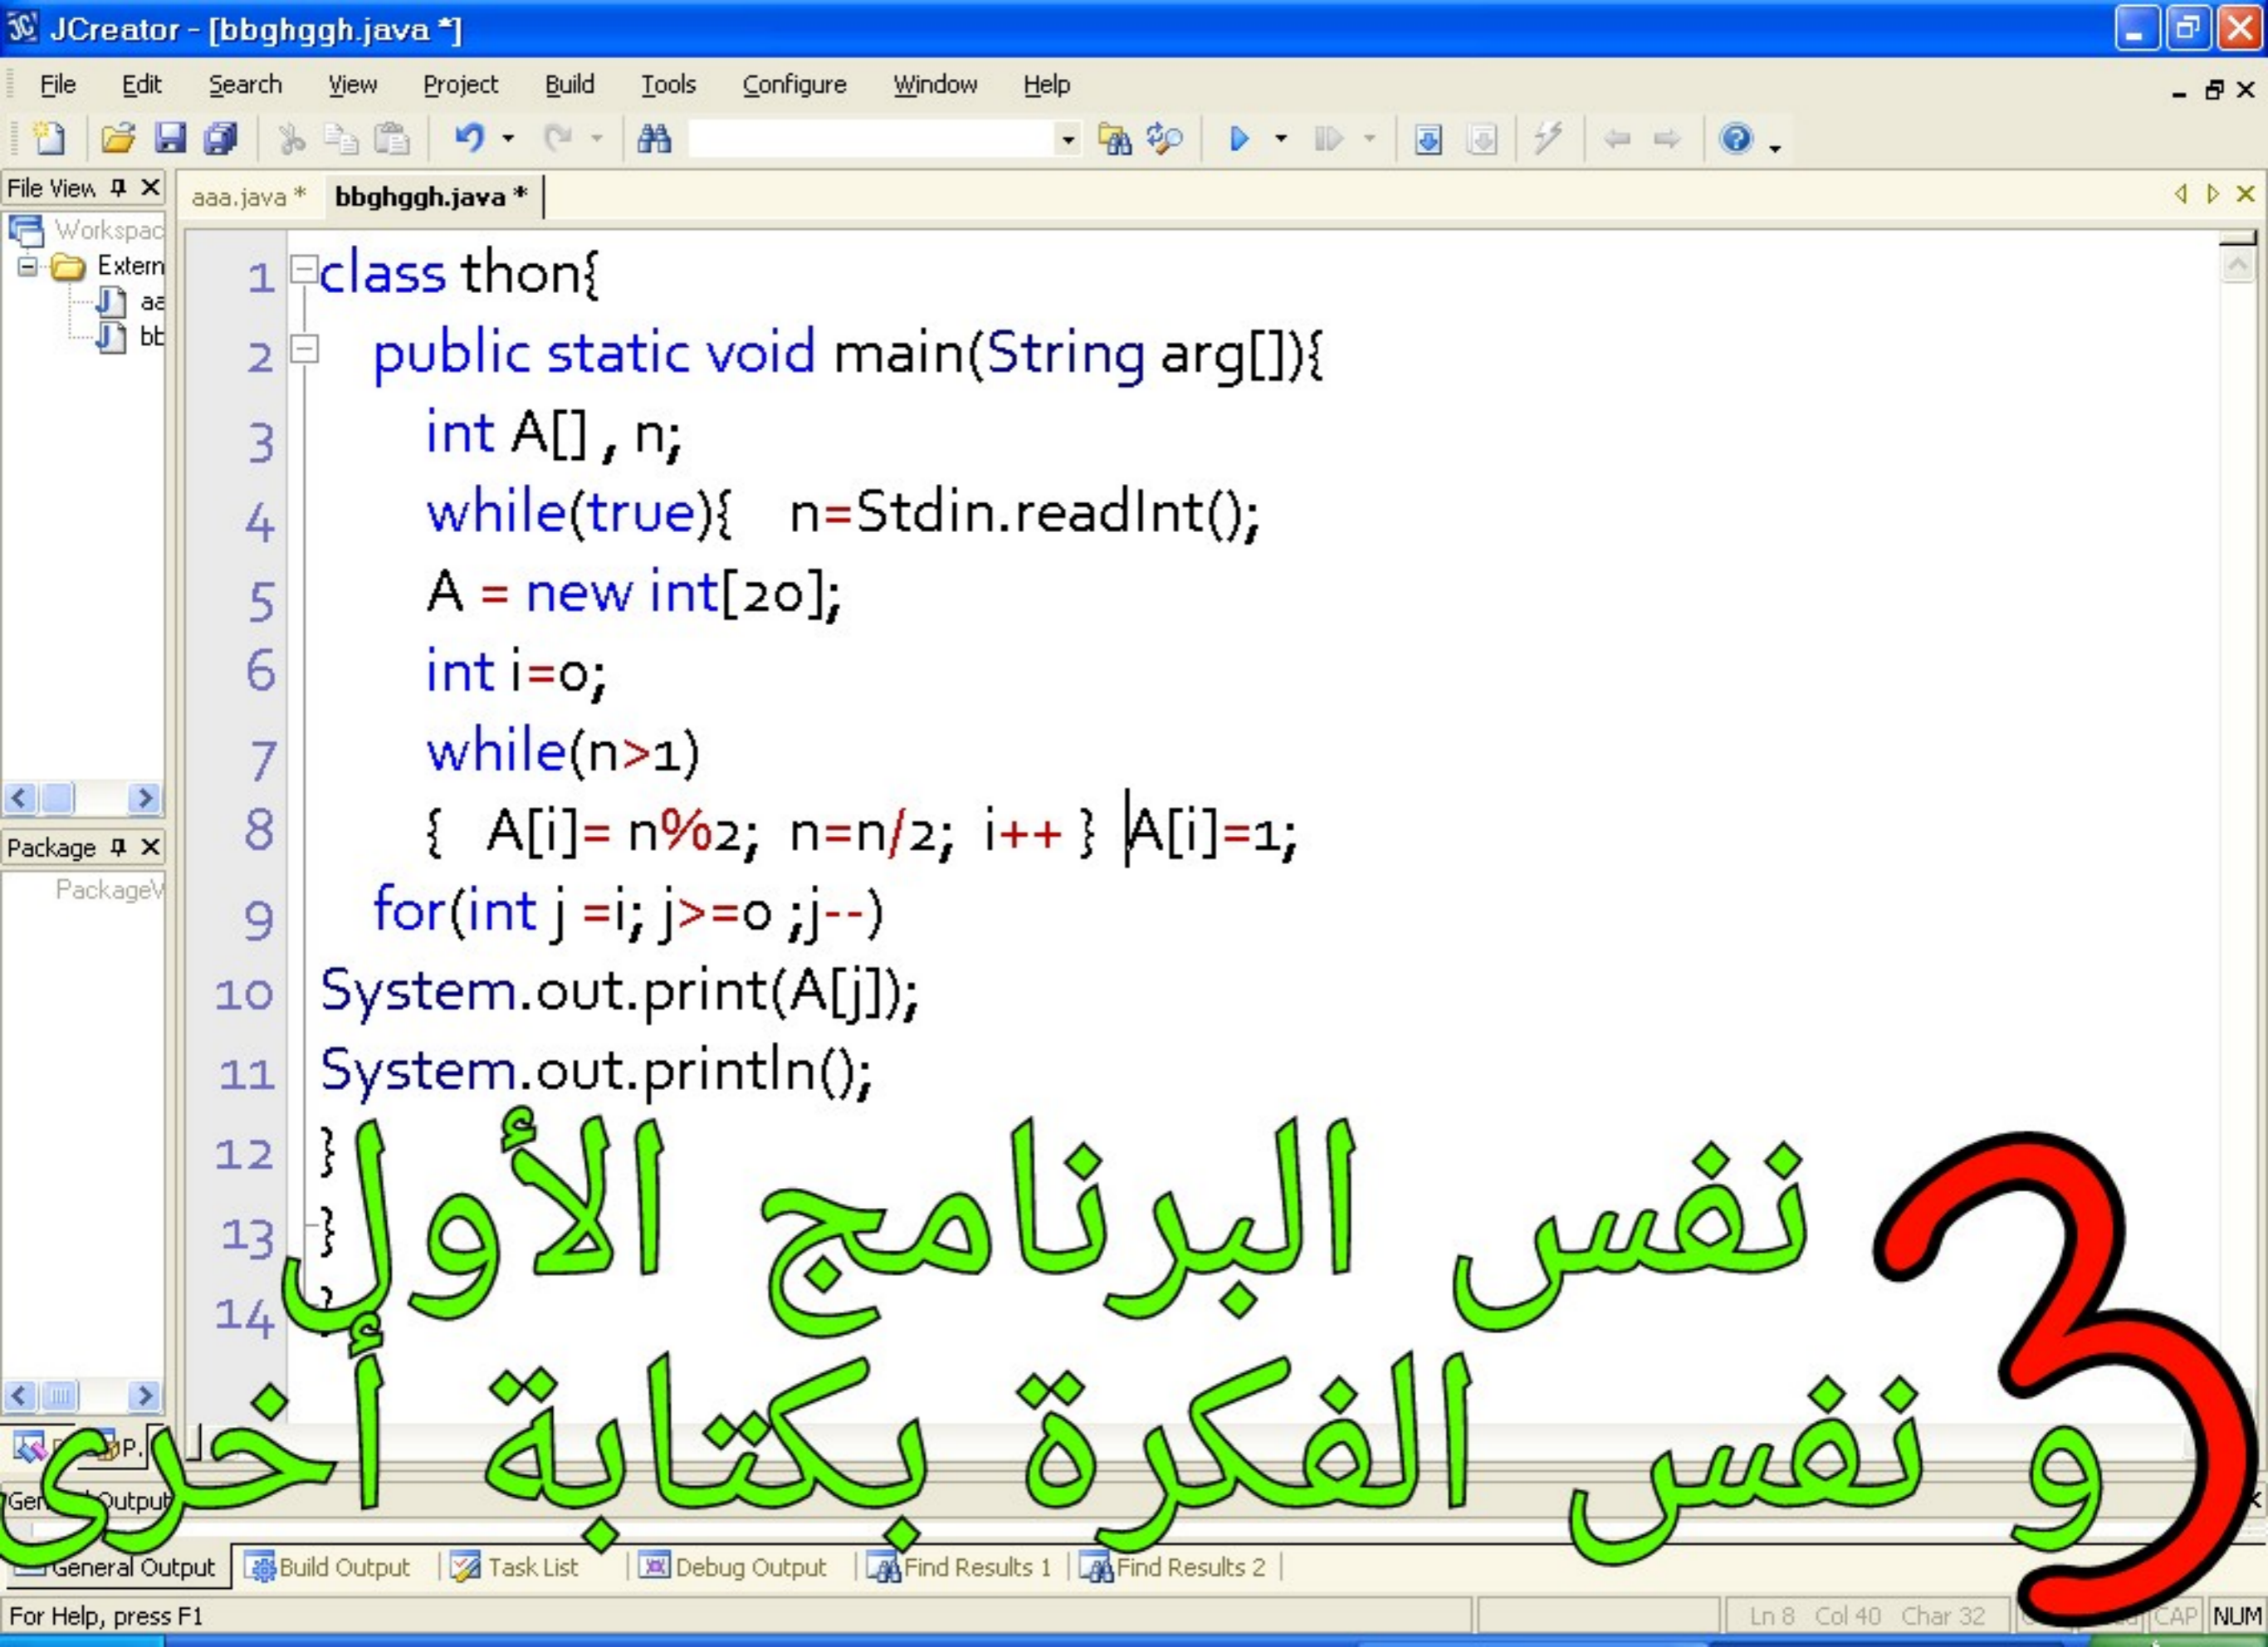 JCreator - [bbghggh.java *]
File Edit Search View Project Build Tools Configure Window Help
File View
aaa.java * bbghggh.java *
Workspac
Extern
aa
bb
Package
PackageV
1 class thon{
2 public static void main(String arg[]){
3 int A[] , n;
4 while(true){ n=Stdin.readInt();
5 A = new int[20];
6 int i=0;
7 while(n>1)
8 { A[i]= n%2; n=n/2; i++ } A[i]=1;
9 for(int j =i; j>=0 ;j--)
10 System.out.print(A[j]);
11 System.out.println();
12 }
13 }
14 }
3
نفس البرنامج الأول
و نفس الفكرة بكتابة أخرى
General Output Build Output Task List Debug Output Find Results 1 Find Results 2
For Help, press F1 Ln 8 Col 40 Char 32 CAP NUM